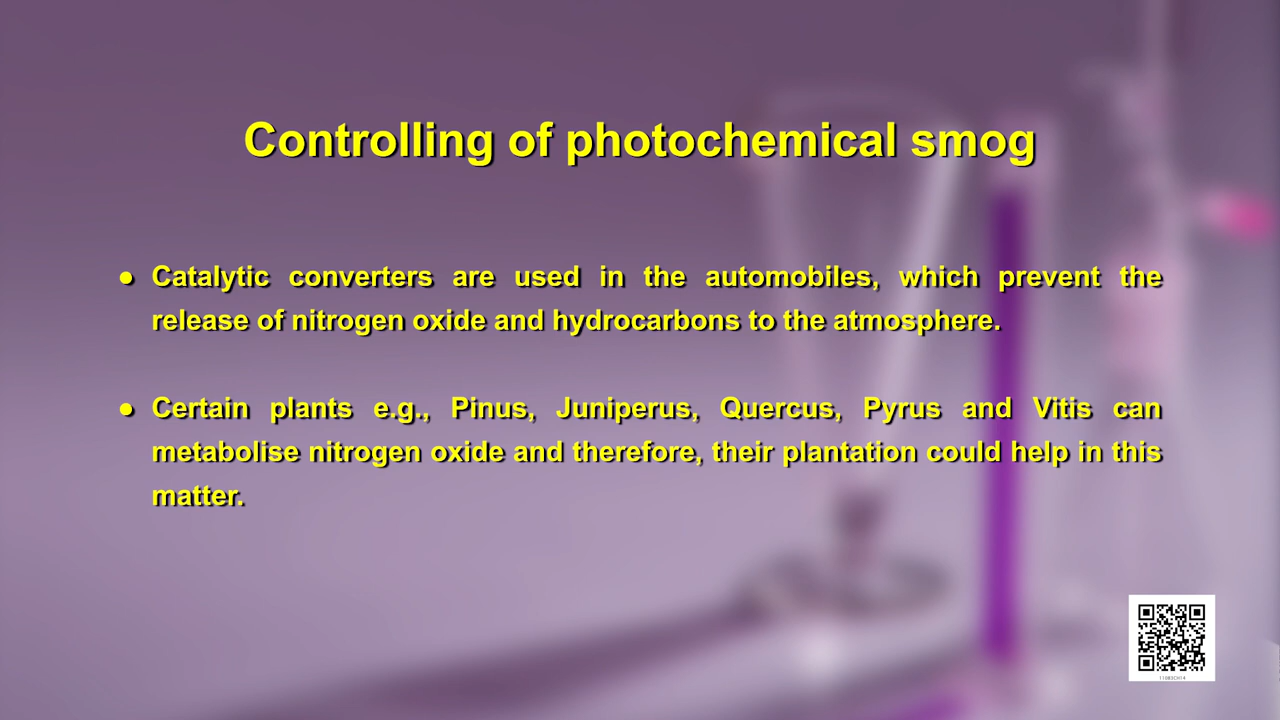 Controlling of photochemical smog
● Catalytic converters are used in the automobiles, which prevent the
release of nitrogen oxide and hydrocarbons to the atmosphere.
● Certain plants e.g., Pinus, Juniperus, Quercus, Pyrus and Vitis can
metabolise nitrogen oxide and therefore, their plantation could help in this
matter.